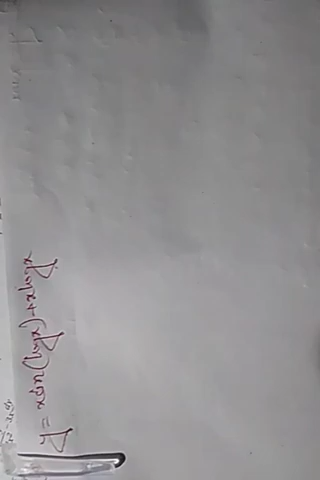 y = x sin(log x) + x log x